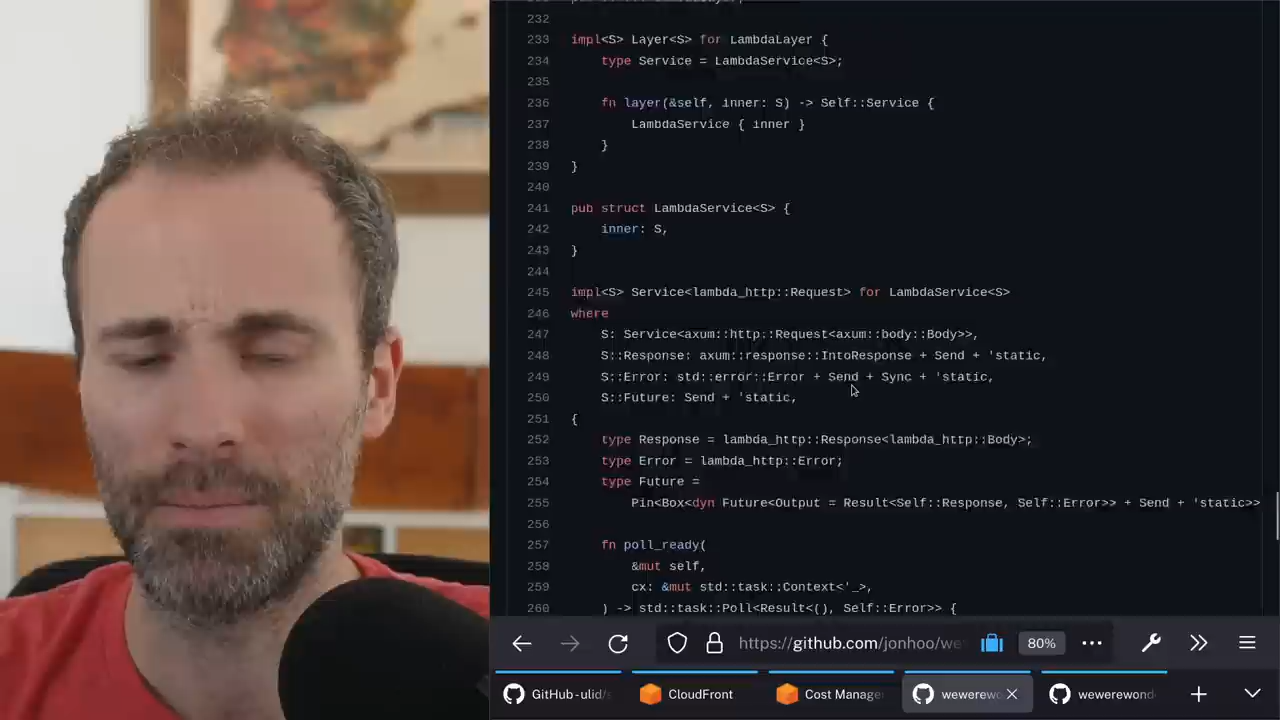 232
233 impl<S> Layer<S> for LambdaLayer {
234     type Service = LambdaService<S>;
235
236     fn layer(&self, inner: S) -> Self::Service {
237         LambdaService { inner }
238     }
239 }
240
241 pub struct LambdaService<S> {
242     inner: S,
243 }
244
245 impl<S> Service<lambda_http::Request> for LambdaService<S>
246 where
247     S: Service<axum::http::Request<axum::body::Body>>,
248     S::Response: axum::response::IntoResponse + Send + 'static,
249     S::Error: std::error::Error + Send + Sync + 'static,
250     S::Future: Send + 'static,
251 {
252     type Response = lambda_http::Response<lambda_http::Body>;
253     type Error = lambda_http::Error;
254     type Future =
255         Pin<Box<dyn Future<Output = Result<Self::Response, Self::Error>> + Send + 'static>>
256
257     fn poll_ready(
258         &mut self,
259         cx: &mut std::task::Context<'_>,
260     ) -> std::task::Poll<Result<(), Self::Error>> {
https://github.com/jonhoo/we 80%
GitHub - ulid/s CloudFront Cost Manage wewerewo wewerewond